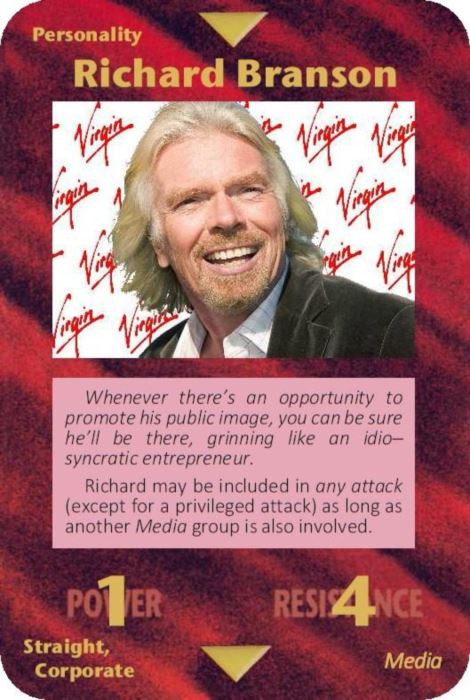 Personality
Richard Branson
Virgin Virgin Virgin
Virgin Virgin
Virgin Virgin
Virgin Virgin
Whenever there's an opportunity to
promote his public image, you can be sure
he'll be there, grinning like an idio–
syncratic entrepreneur.
Richard may be included in any attack
(except for a privileged attack) as long as
another Media group is also involved.
POWER 1
RESISTANCE 4
Straight,
Corporate
Media